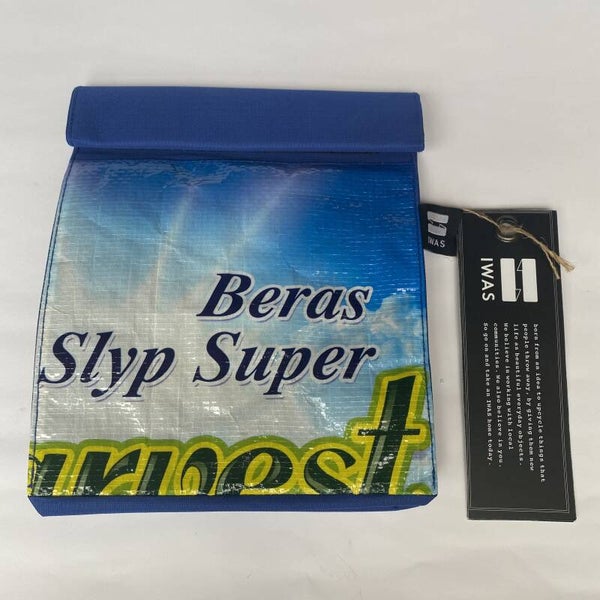 Beras
Slyp Super
arvest
IWAS
IWAS
born from an idea to upcycle things that
people throw away, by giving them new
life as beautiful everyday objects.
We believe in working with local
communities. We also believe in you.
So go on and take an IWAS home today.